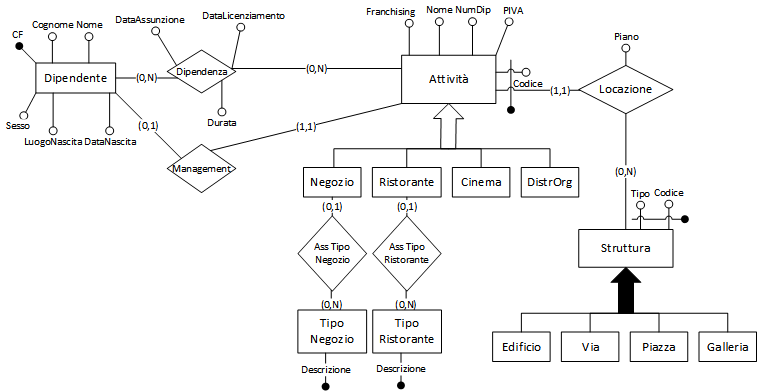 DataLicenziamento
Franchising
Nome NumDip
PIVA
DataAssunzione
Cognome Nome
CF
Piano
Dipendente
(0,N)
Dipendenza
(0,N)
Attività
Codice
(1,1)
Locazione
Sesso
LuogoNascita
DataNascita
(0,1)
Durata
(1,1)
Management
Negozio
Ristorante
Cinema
DistrOrg
(0,N)
Tipo
Codice
(0,1)
(0,1)
Ass Tipo
Negozio
Ass Tipo
Ristorante
Struttura
(0,N)
(0,N)
Tipo
Negozio
Tipo
Ristorante
Edificio
Via
Piazza
Galleria
Descrizione
Descrizione